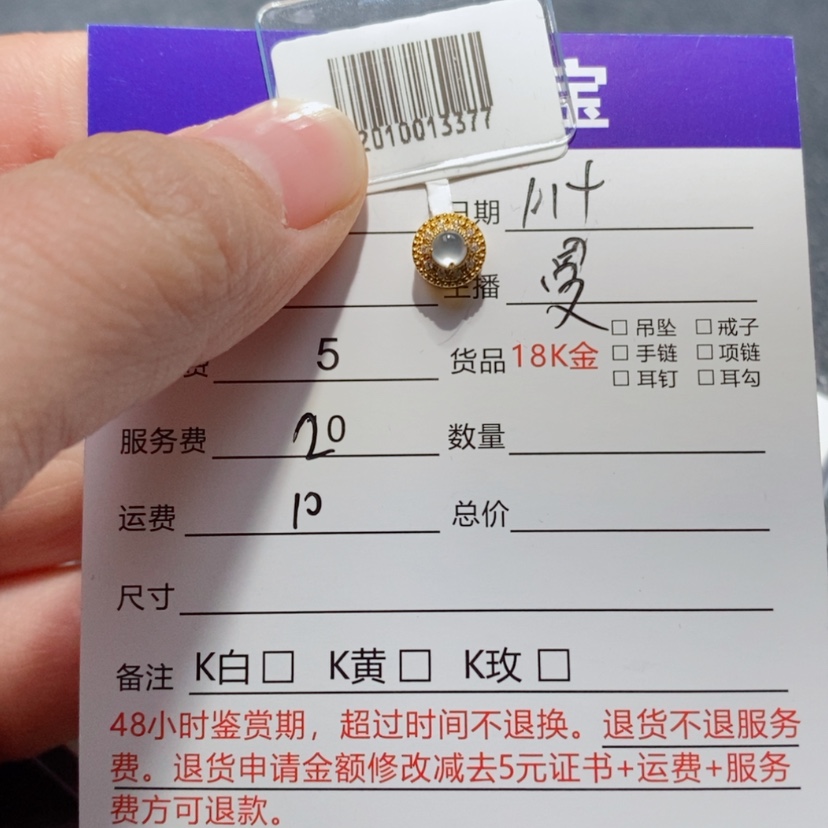 宝
2010013377
日期
主播 曼
费 5 货品 18K金 □ 吊坠 □ 戒子
□ 手链 □ 项链
□ 耳钉 □ 耳勾
服务费 20 数量
运费 10 总价
尺寸
备注 K白 □ K黄 □ K玫 □
48小时鉴赏期，超过时间不退换。退货不退服务
费。退货申请金额修改减去5元证书+运费+服务
费方可退款。